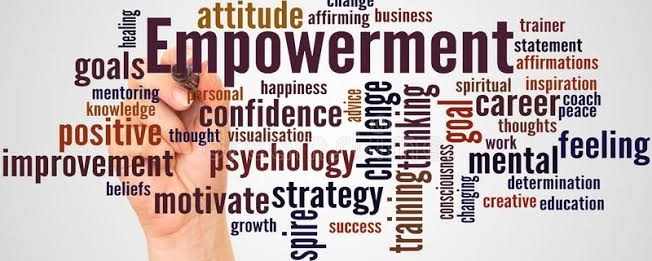 change
attitude
affirming
business
healing
Empowerment
trainer
statement
affirmations
goals
mentoring
personal
happiness
advice
challenge
thinking
spiritual
inspiration
knowledge
confidence
goal
career
coach
peace
positive
thought
visualisation
thoughts
work
feeling
improvement
psychology
training
consciousness
mental
beliefs
motivate
strategy
changing
determination
creative
education
growth
spire
success